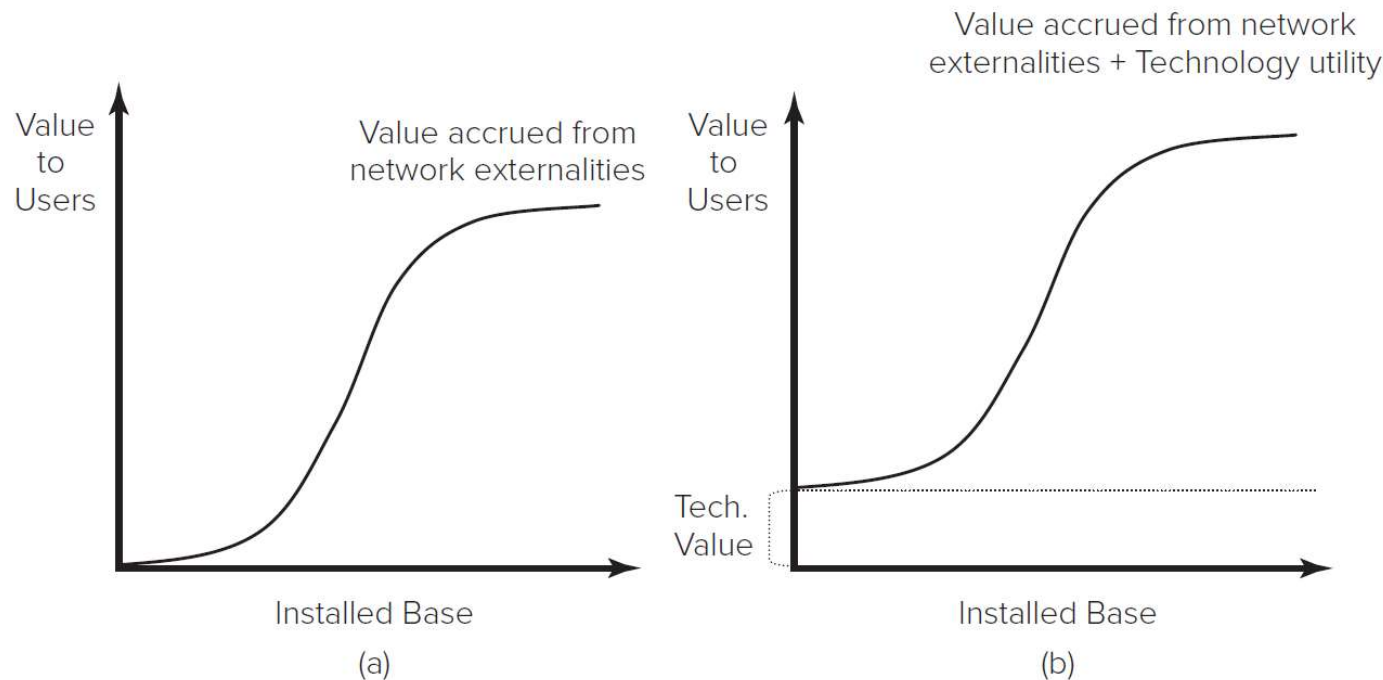 Value
to
Users
Value accrued from
network externalities
Installed Base
(a)
Value accrued from network
externalities + Technology utility
Value
to
Users
Tech.
Value
Installed Base
(b)